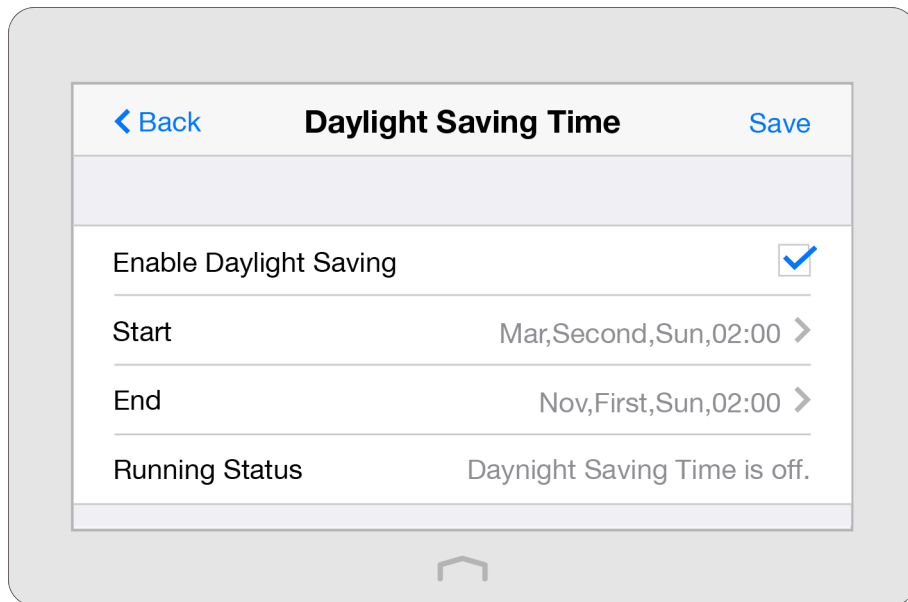 Back Daylight Saving Time Save
Enable Daylight Saving
Start Mar,Second,Sun,02:00
End Nov,First,Sun,02:00
Running Status Daynight Saving Time is off.